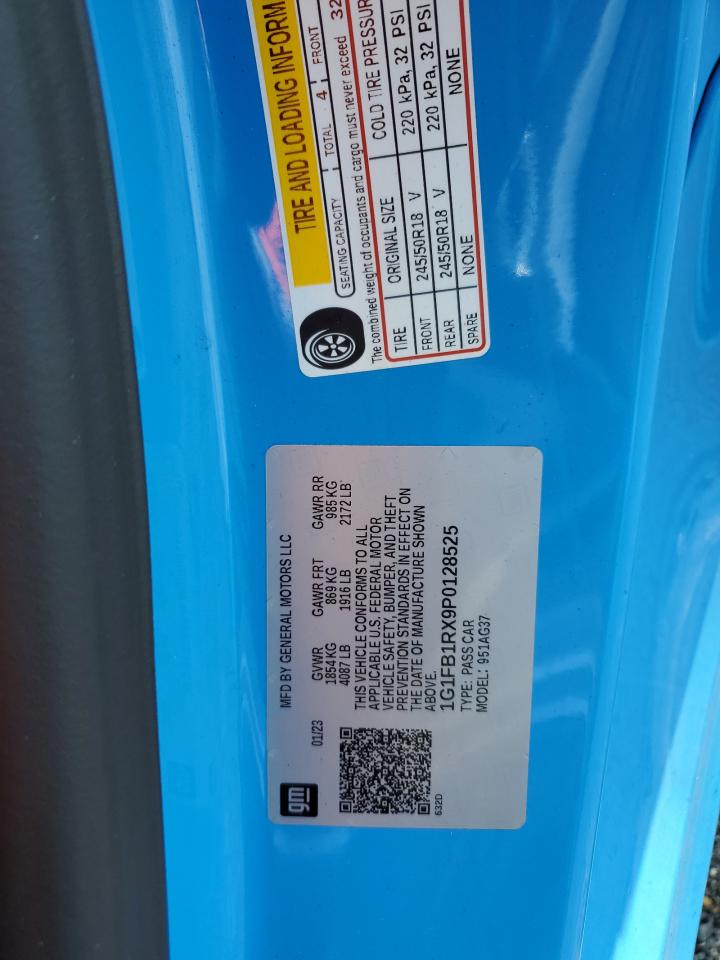 TIRE AND LOADING INFORM
SEATING CAPACITY TOTAL 4 FRONT
The combined weight of occupants and cargo must never exceed 32
TIRE ORIGINAL SIZE COLD TIRE PRESSUR
FRONT 245/50R18 V 220 kPa, 32 PSI
REAR 245/50R18 V 220 kPa, 32 PSI
SPARE NONE NONE
gm
MFD BY GENERAL MOTORS LLC
01/23 GVWR GAWR FRT GAWR RR
1854 KG 869 KG 985 KG
4087 LB 1916 LB 2172 LB
THIS VEHICLE CONFORMS TO ALL
APPLICABLE U.S. FEDERAL MOTOR
VEHICLE SAFETY, BUMPER, AND THEFT
PREVENTION STANDARDS IN EFFECT ON
THE DATE OF MANUFACTURE SHOWN
ABOVE.
632D
1G1FB1RX9P0128525
TYPE: PASS CAR
MODEL: 951AG37